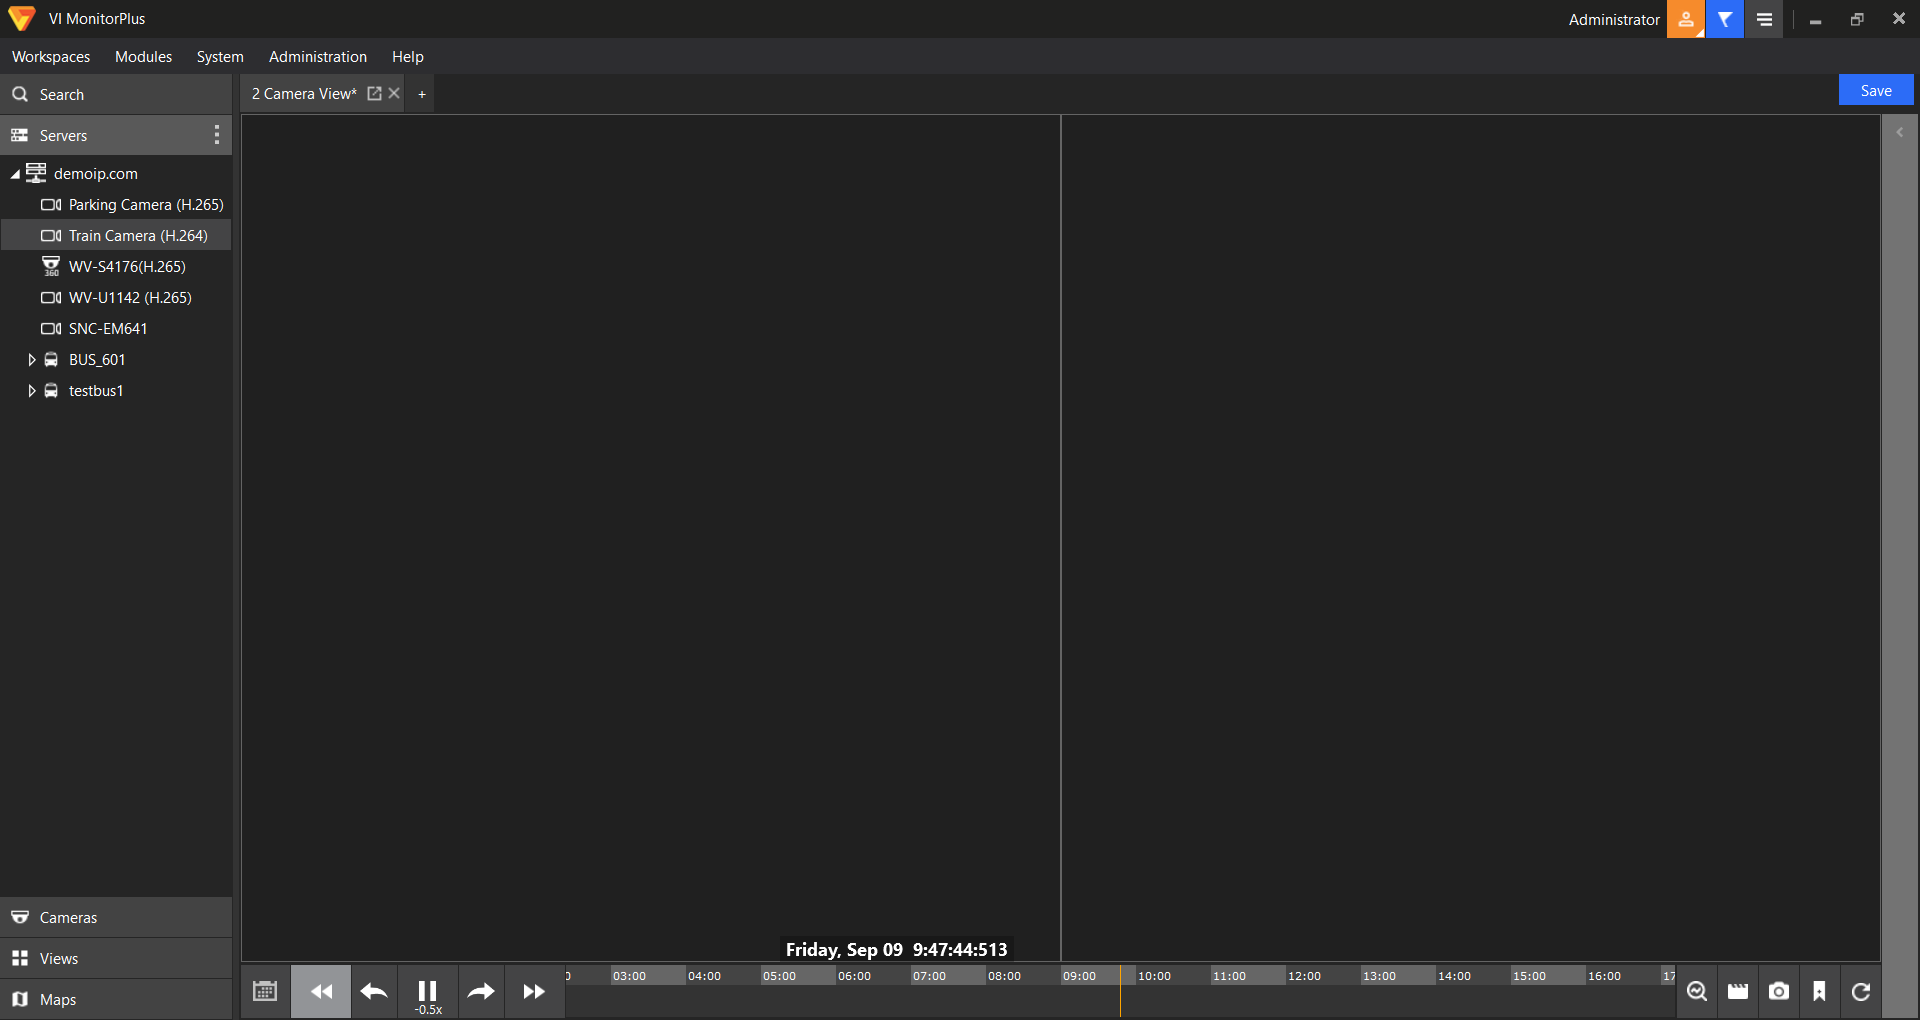 VI MonitorPlus
Administrator
Workspaces Modules System Administration Help
Search
2 Camera View* +
Save
Servers
demoip.com
Parking Camera (H.265)
Train Camera (H.264)
360
WV-S4176(H.265)
WV-U1142 (H.265)
SNC-EM641
BUS_601
testbus1
Cameras
Views
Maps
Friday, Sep 09 9:47:44:513
-0.5x
03:00 04:00 05:00 06:00 07:00 08:00 09:00 10:00 11:00 12:00 13:00 14:00 15:00 16:00 17